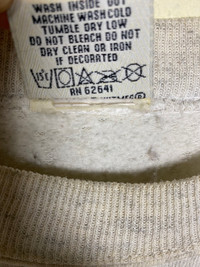 WASH INSIDE OUT
MACHINE WASH COLD
TUMBLE DRY LOW
DO NOT BLEACH DO NOT
DRY CLEAN OR IRON
IF DECORATED
RN 62641